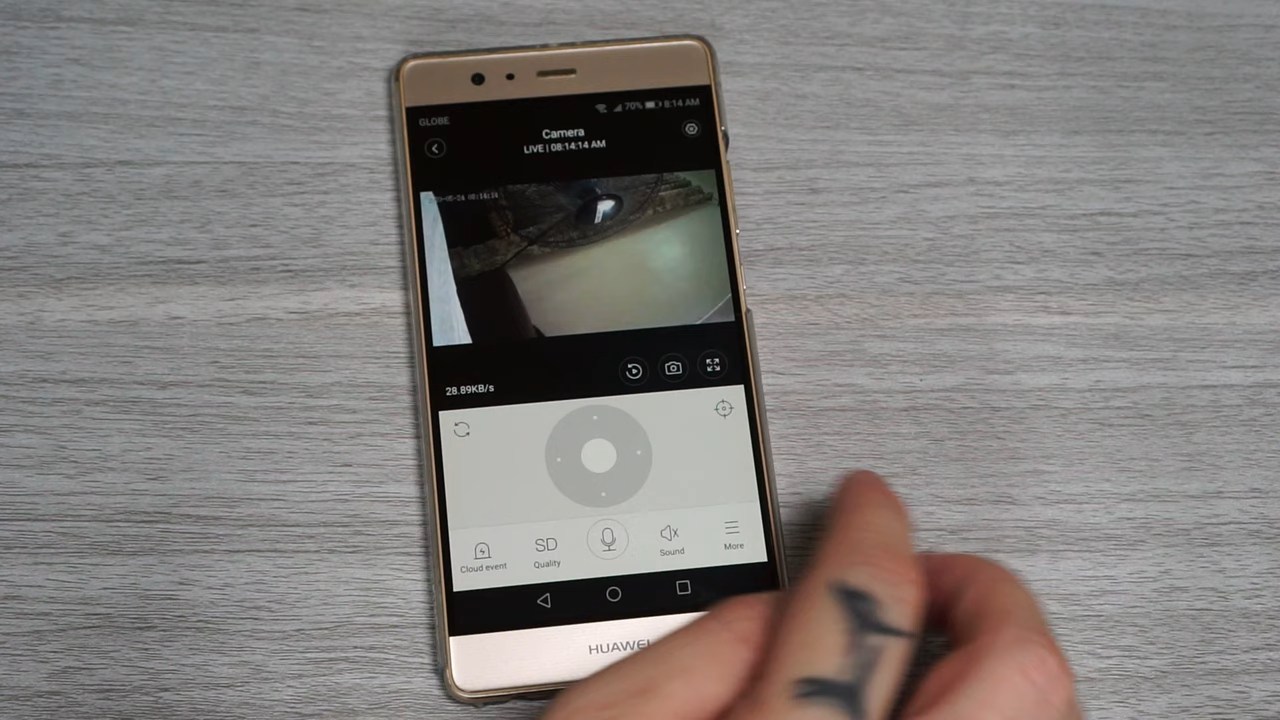 GLOBE
70% 8:14 AM
Camera
LIVE | 08:14:14 AM
28.89KB/s
Cloud event
SD
Quality
Sound
More
HUAWEI